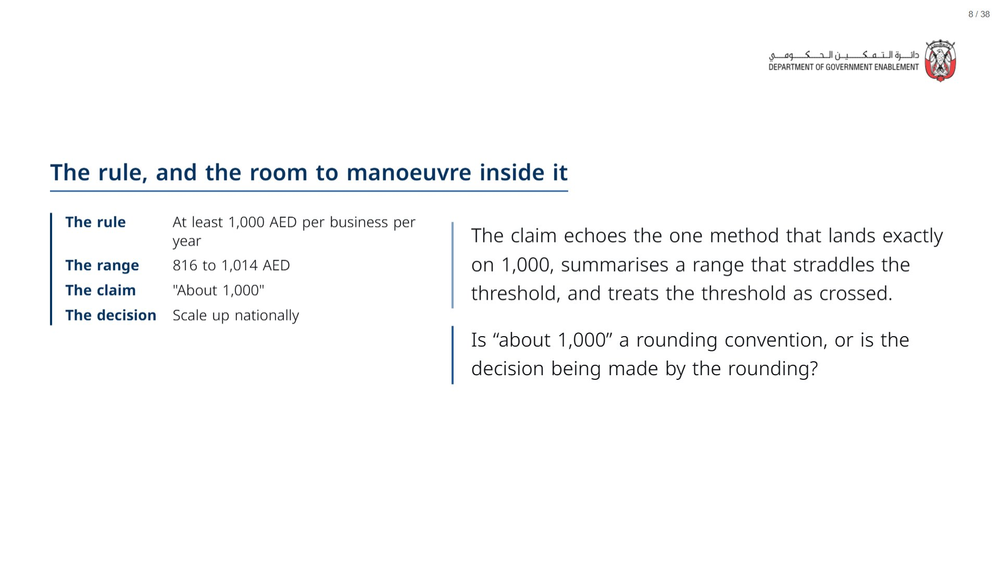 8 / 38
دائرة التمكين الحكومي
DEPARTMENT OF GOVERNMENT ENABLEMENT
The rule, and the room to manoeuvre inside it
The rule At least 1,000 AED per business per
year
The range 816 to 1,014 AED
The claim "About 1,000"
The decision Scale up nationally
The claim echoes the one method that lands exactly
on 1,000, summarises a range that straddles the
threshold, and treats the threshold as crossed.
Is “about 1,000” a rounding convention, or is the
decision being made by the rounding?